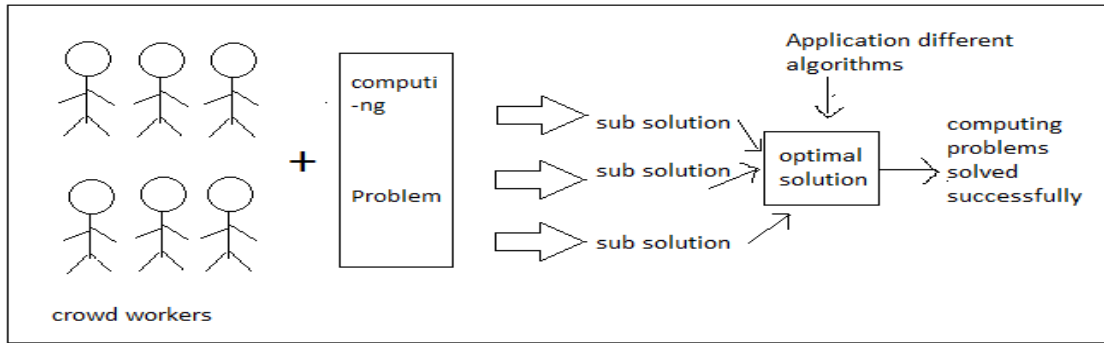 crowd workers
+
computi
-ng
Problem
sub solution
sub solution
sub solution
Application different
algorithms
optimal
solution
computing
problems
solved
successfully